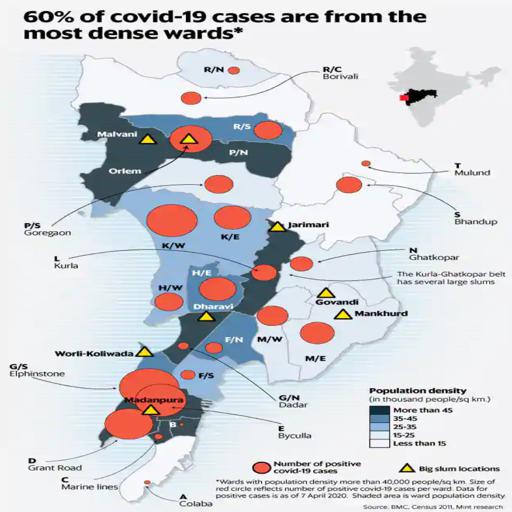 60% of covid-19 cases are from the
most dense wards*
R/N
R/C
Borivali
Malvani
R/S
P/N
Orlem
T
Mulund
P/S
Goregaon
S
Bhandup
Jarimari
K/W
K/E
L
Kurla
N
Ghatkopar
The Kurla-Ghatkopar belt
has several large slums
H/E
H/W
Dharavi
Govandi
Mankhurd
F/N
M/W
M/E
Worli-Koliwada
G/S
Elphinstone
F/S
G/N
Dadar
Madanpura
B
E
Byculla
D
Grant Road
C
Marine lines
A
Colaba
Population density
(in thousand people/sq km.)
More than 45
35-45
25-35
15-25
Less than 15
Number of positive
covid-19 cases
Big slum locations
*Wards with population density more than 40,000 people/sq km. Size of
red circle reflects number of positive covid-19 cases per ward. Data for
positive cases is as of 7 April 2020. Shaded area is ward population density
Source: BMC, Census 2011, Mint research